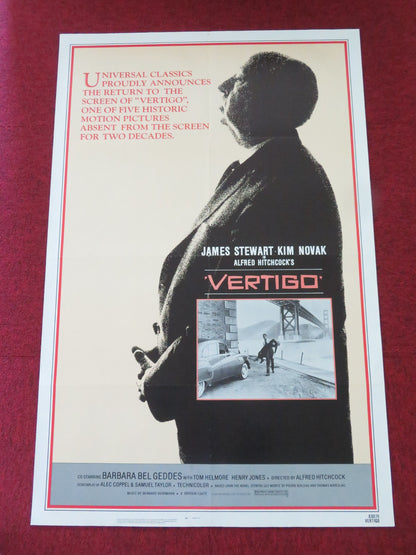 UNIVERSAL CLASSICS
PROUDLY ANNOUNCES
THE RETURN TO THE
SCREEN OF "VERTIGO",
ONE OF FIVE HISTORIC
MOTION PICTURES
ABSENT FROM THE SCREEN
FOR TWO DECADES.
JAMES STEWART · KIM NOVAK
IN
ALFRED HITCHCOCK'S
'VERTIGO'
CO-STARRING BARBARA BEL GEDDES WITH TOM HELMORE HENRY JONES • DIRECTED BY ALFRED HITCHCOCK
SCREENPLAY BY ALEC COPPEL & SAMUEL TAYLOR • TECHNICOLOR •
MUSIC BY BERNARD HERRMANN
VERTIGO